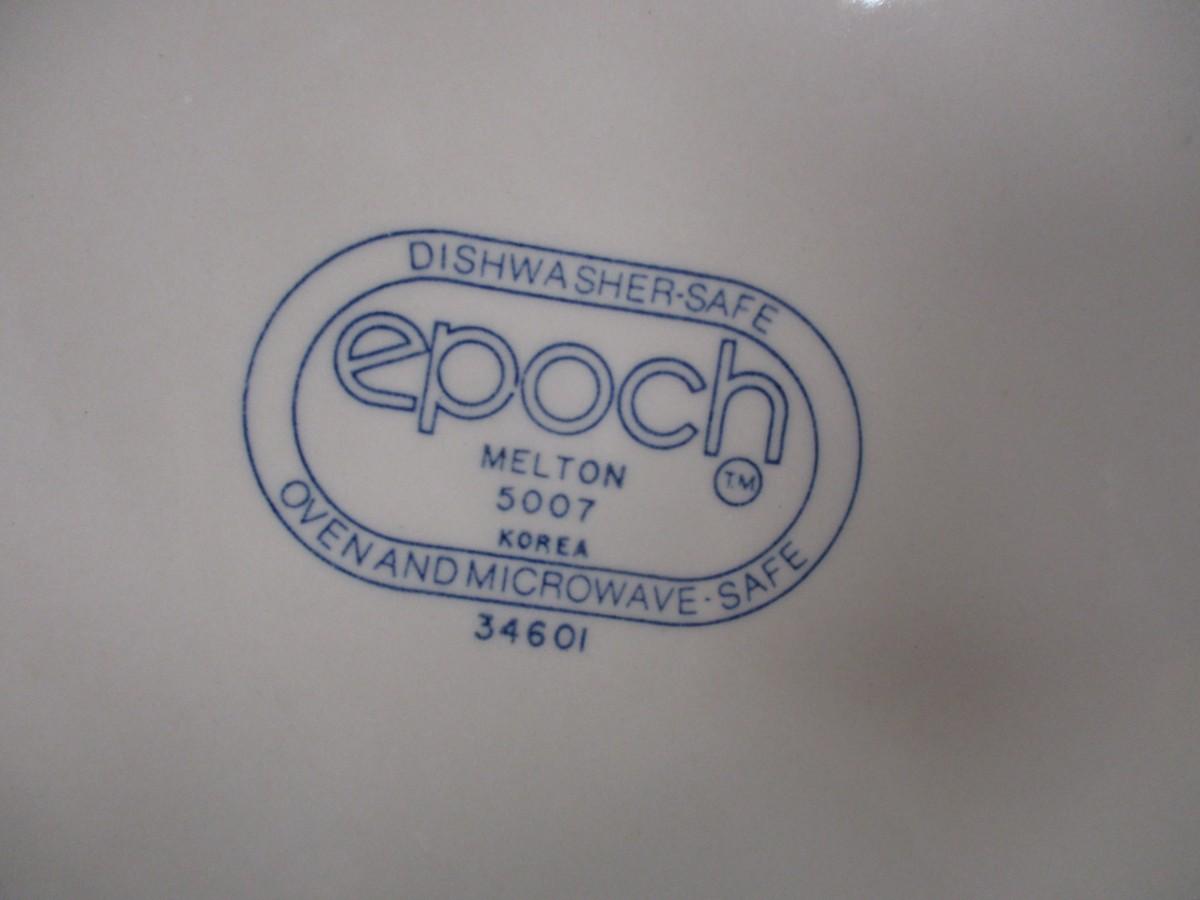 DISHWASHER-SAFE
epoch
TM
MELTON
5007
KOREA
OVEN AND MICROWAVE-SAFE
34601